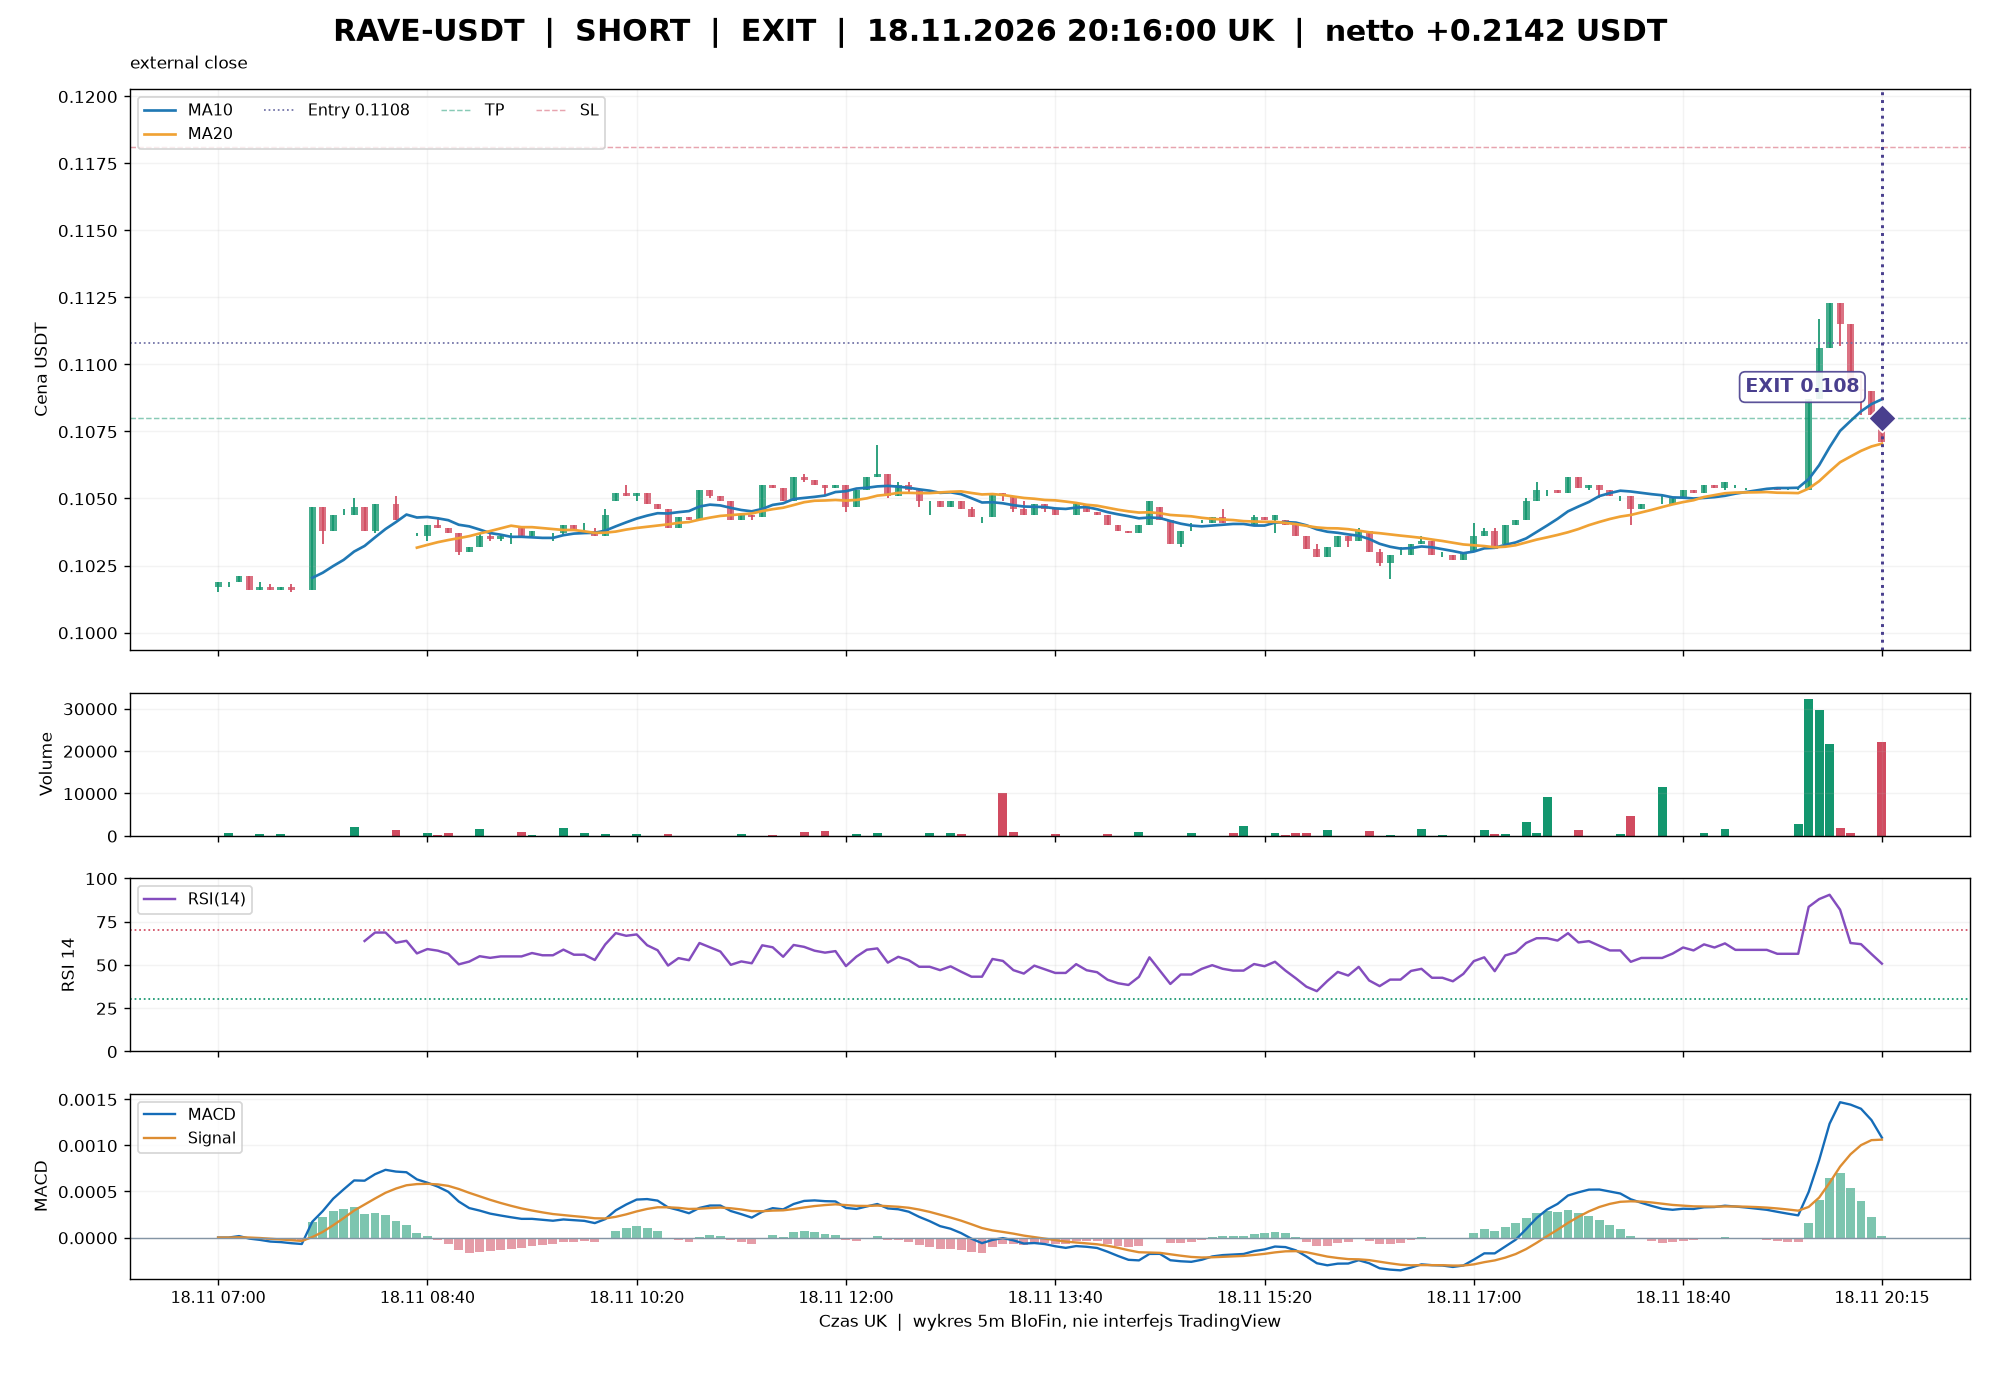 RAVE-USDT | SHORT | EXIT | 18.11.2026 20:16:00 UK | netto +0.2142 USDT
external close
MA10
MA20
Entry 0.1108
TP
SL
0.1200
0.1175
0.1150
0.1125
0.1100
0.1075
0.1050
0.1025
0.1000
Cena USDT
EXIT 0.108
30000
20000
10000
0
Volume
RSI(14)
100
75
50
25
0
RSI 14
MACD
Signal
0.0015
0.0010
0.0005
0.0000
MACD
18.11 07:00 18.11 08:40 18.11 10:20 18.11 12:00 18.11 13:40 18.11 15:20 18.11 17:00 18.11 18:40 18.11 20:15
Czas UK | wykres 5m BloFin, nie interfejs TradingView